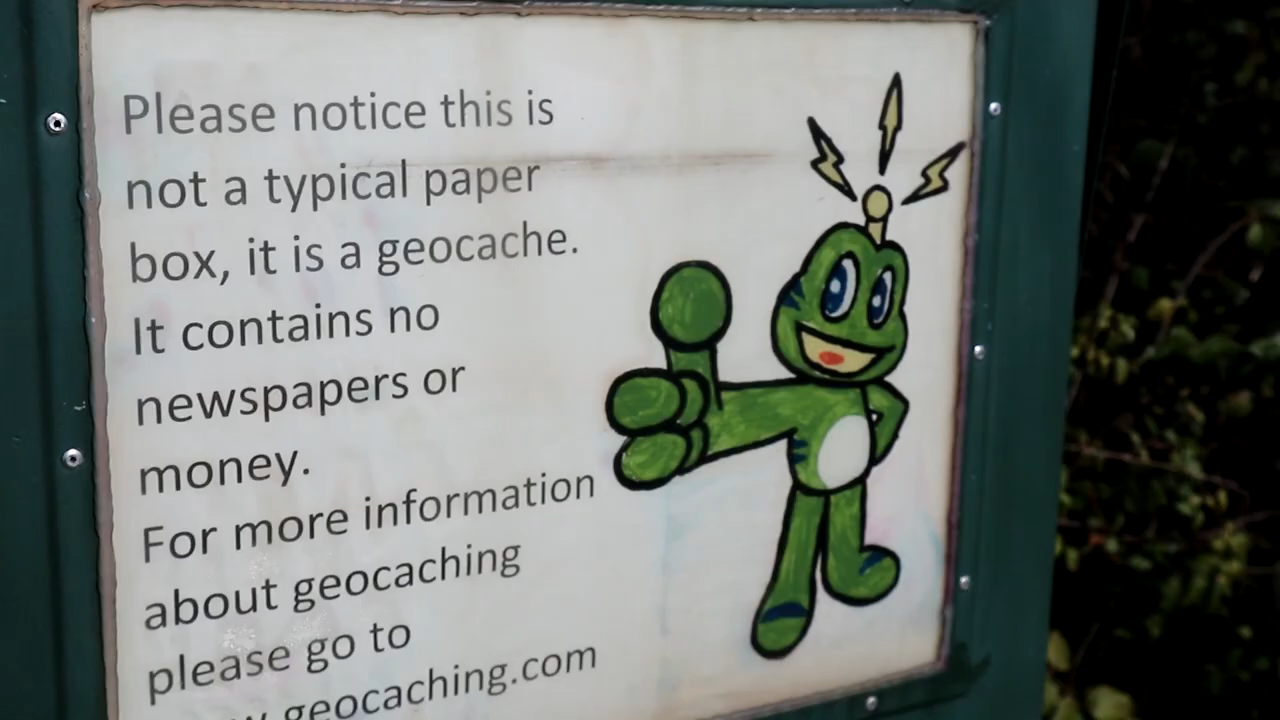 Please notice this is
not a typical paper
box, it is a geocache.
It contains no
newspapers or
money.
For more information
about geocaching
please go to
geocaching.com